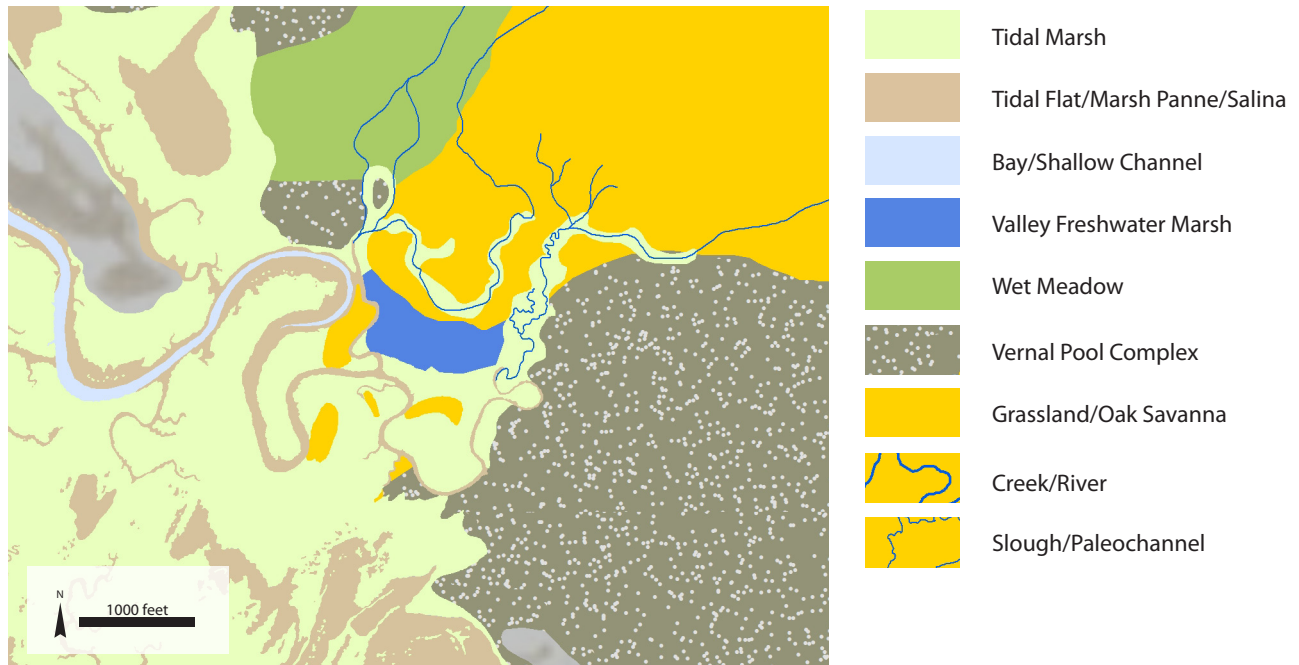 Tidal Marsh
Tidal Flat/Marsh Panne/Salina
Bay/Shallow Channel
Valley Freshwater Marsh
Wet Meadow
Vernal Pool Complex
Grassland/Oak Savanna
Creek/River
Slough/Paleochannel
N
1000 feet